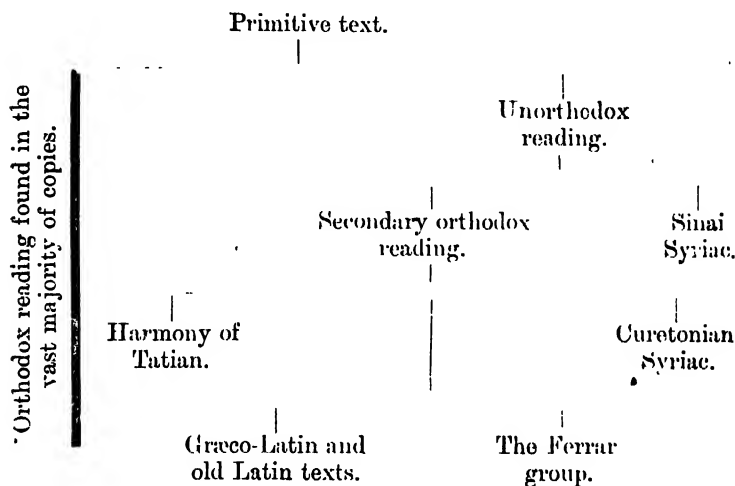 Primitive text.
Orthodox reading found in the
vast majority of copies.
Unorthodox
reading.
Secondary orthodox
reading.
Sinai
Syriac.
Harmony of
Tatian.
Curetonian
Syriac.
Græco-Latin and
old Latin texts.
The Ferrar
group.